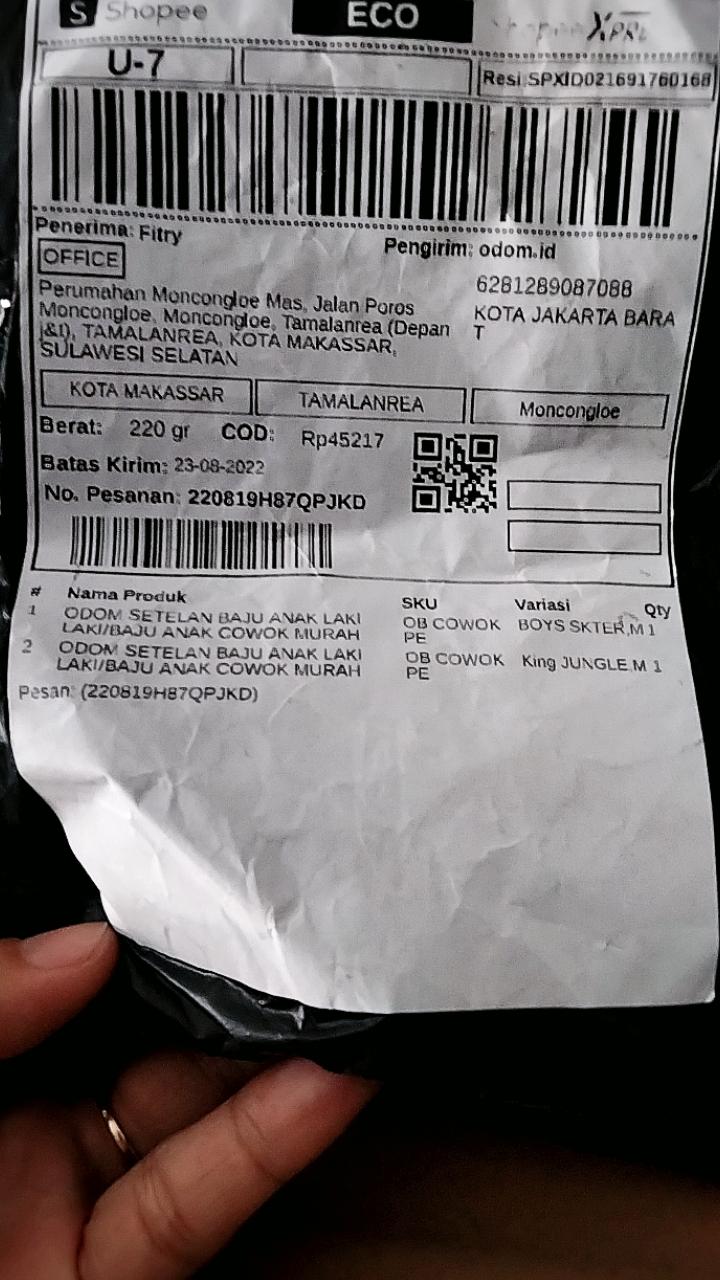 S Shopee
ECO
U-7
Resi:SPXID021691760168
Penerima: Fitry
Pengirim: odom.id
OFFICE
6281289087088
KOTA JAKARTA BARA
T
Perumahan Moncongloe Mas, Jalan Poros
Moncongloe, Moncongloe, Tamalanrea (Depan
j&t), TAMALANREA, KOTA MAKASSAR,
SULAWESI SELATAN
KOTA MAKASSAR
TAMALANREA
Moncongloe
Berat: 220 gr COD: Rp45217
Batas Kirim: 23-08-2022
No. Pesanan: 220819H87QPJKD
# Nama Produk SKU Variasi Qty
1 ODOM SETELAN BAJU ANAK LAKI OB COWOK BOYS SKTER,M 1
LAKI/BAJU ANAK COWOK MURAH PE
2 ODOM SETELAN BAJU ANAK LAKI OB COWOK King JUNGLE,M 1
LAKI/BAJU ANAK COWOK MURAH PE
Pesan: (220819H87QPJKD)